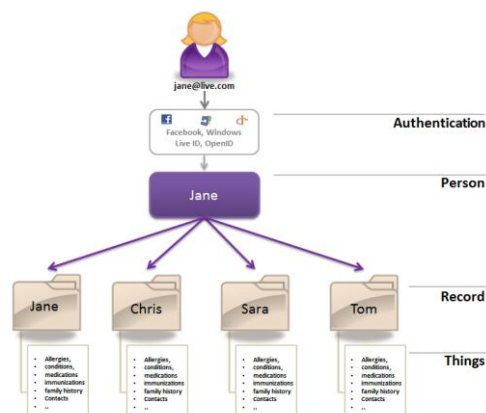 jane@live.com
Facebook, Windows
Live ID, OpenID
Authentication
Jane
Person
Jane
Chris
Sara
Tom
Record
Things
• Allergies,
• conditions,
• medications
• immunizations
• family history
• Contacts
• ..
• Allergies,
• conditions,
• medications
• immunizations
• family history
• Contacts
• ..
• Allergies,
• conditions,
• medications
• immunizations
• family history
• Contacts
• ..
• Allergies,
• conditions,
• medications
• immunizations
• family history
• Contacts
• ..